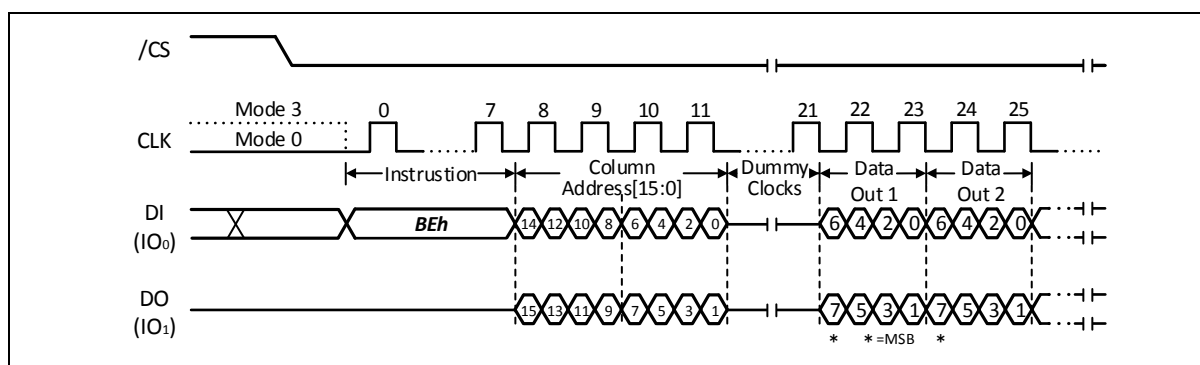 /CS
Mode 3
0 7 8 9 10 11 21 22 23 24 25
CLK
Mode 0
Instrustion
Column
Address[15:0]
Dummy
Clocks
Data
Out 1
Data
Out 2
DI
(IO₀)
BEh
14 12 10 8 6 4 2 0
6 4 2 0 6 4 2 0
DO
(IO₁)
15 13 11 9 7 5 3 1
7 5 3 1 7 5 3 1
* * =MSB *